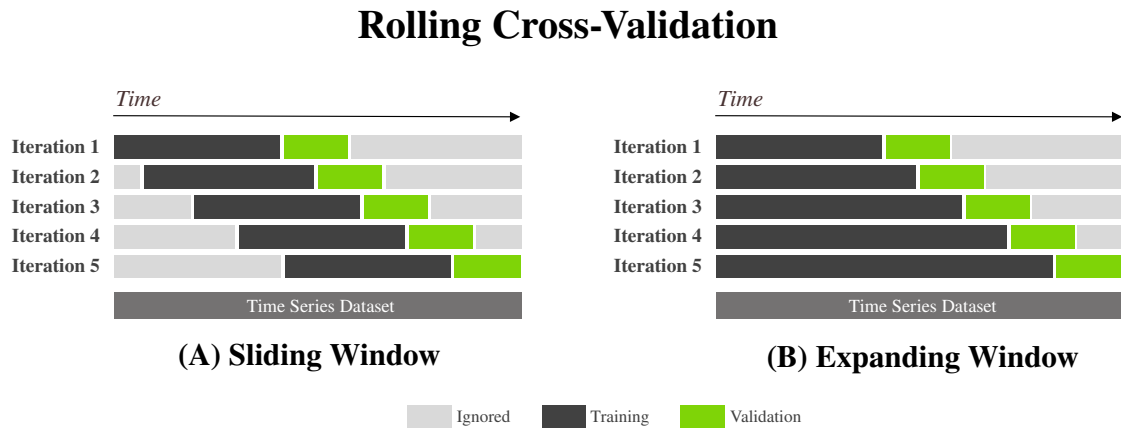 Rolling Cross-Validation
Time
Iteration 1
Iteration 2
Iteration 3
Iteration 4
Iteration 5
Time Series Dataset
(A) Sliding Window
Time
Iteration 1
Iteration 2
Iteration 3
Iteration 4
Iteration 5
Time Series Dataset
(B) Expanding Window
Ignored
Training
Validation